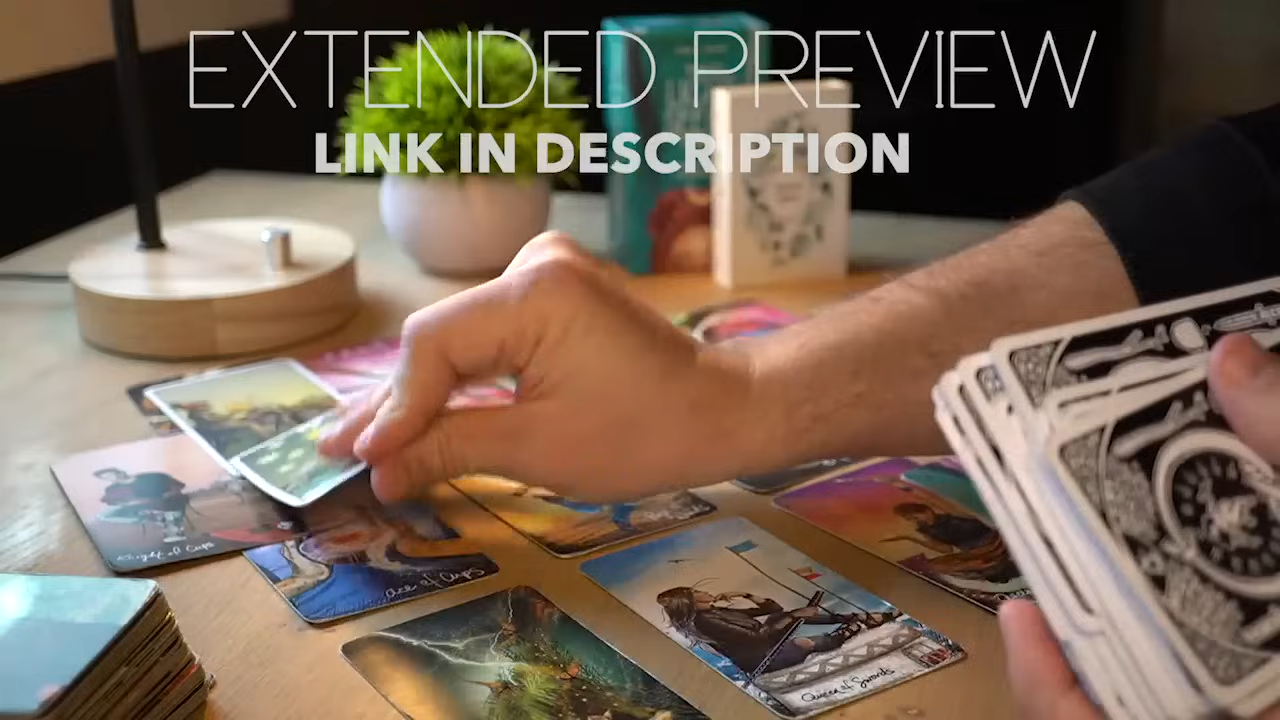 EXTENDED PREVIEW
LINK IN DESCRIPTION
Knight of Cups
Ace of Cups
Queen of Swords